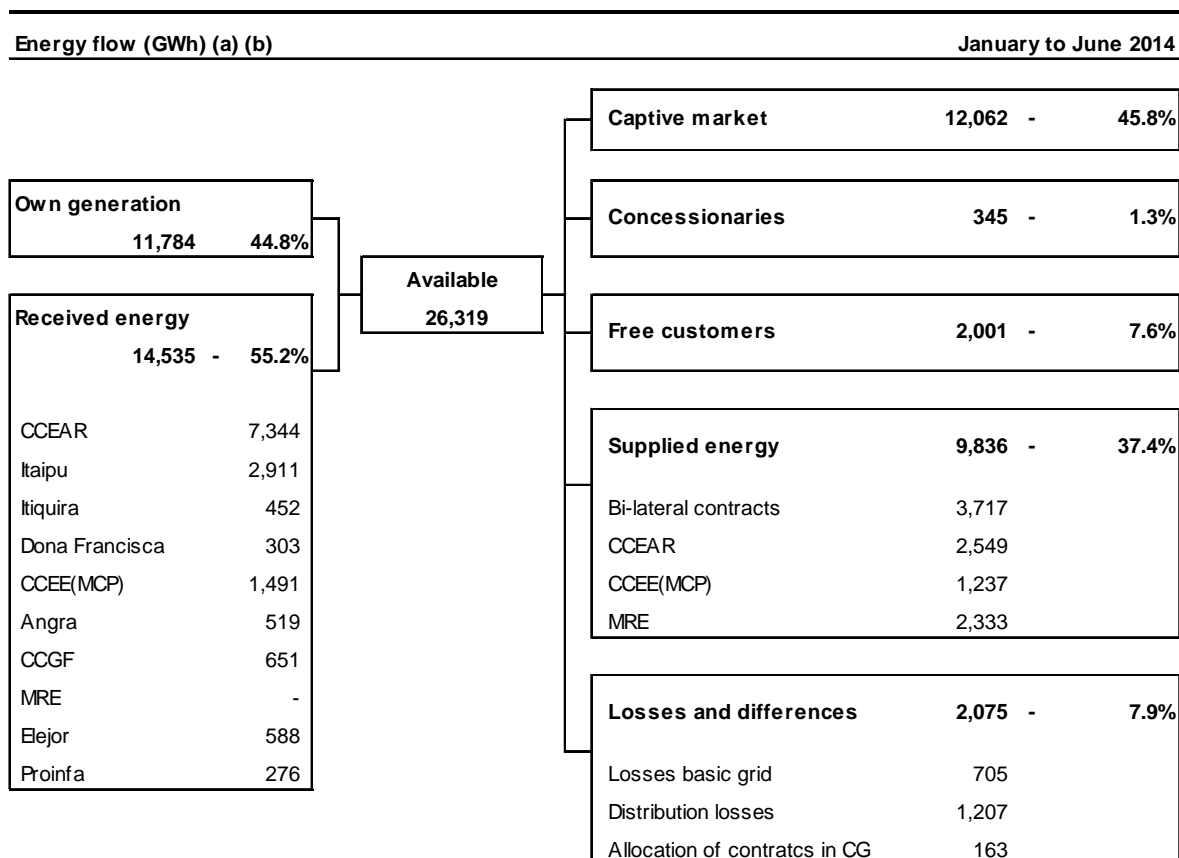 Energy flow (GWh) (a) (b) January to June 2014
Captive market 12,062 - 45.8%
Own generation
11,784 44.8%
Concessionaries 345 - 1.3%
Available
26,319
Received energy
14,535 - 55.2%
CCEAR 7,344
Itaipu 2,911
Itiquira 452
Dona Francisca 303
CCEE(MCP) 1,491
Angra 519
CCGF 651
MRE -
Elejor 588
Proinfa 276
Free customers 2,001 - 7.6%
Supplied energy 9,836 - 37.4%
Bi-lateral contracts 3,717
CCEAR 2,549
CCEE(MCP) 1,237
MRE 2,333
Losses and differences 2,075 - 7.9%
Losses basic grid 705
Distribution losses 1,207
Allocation of contratcs in CG 163